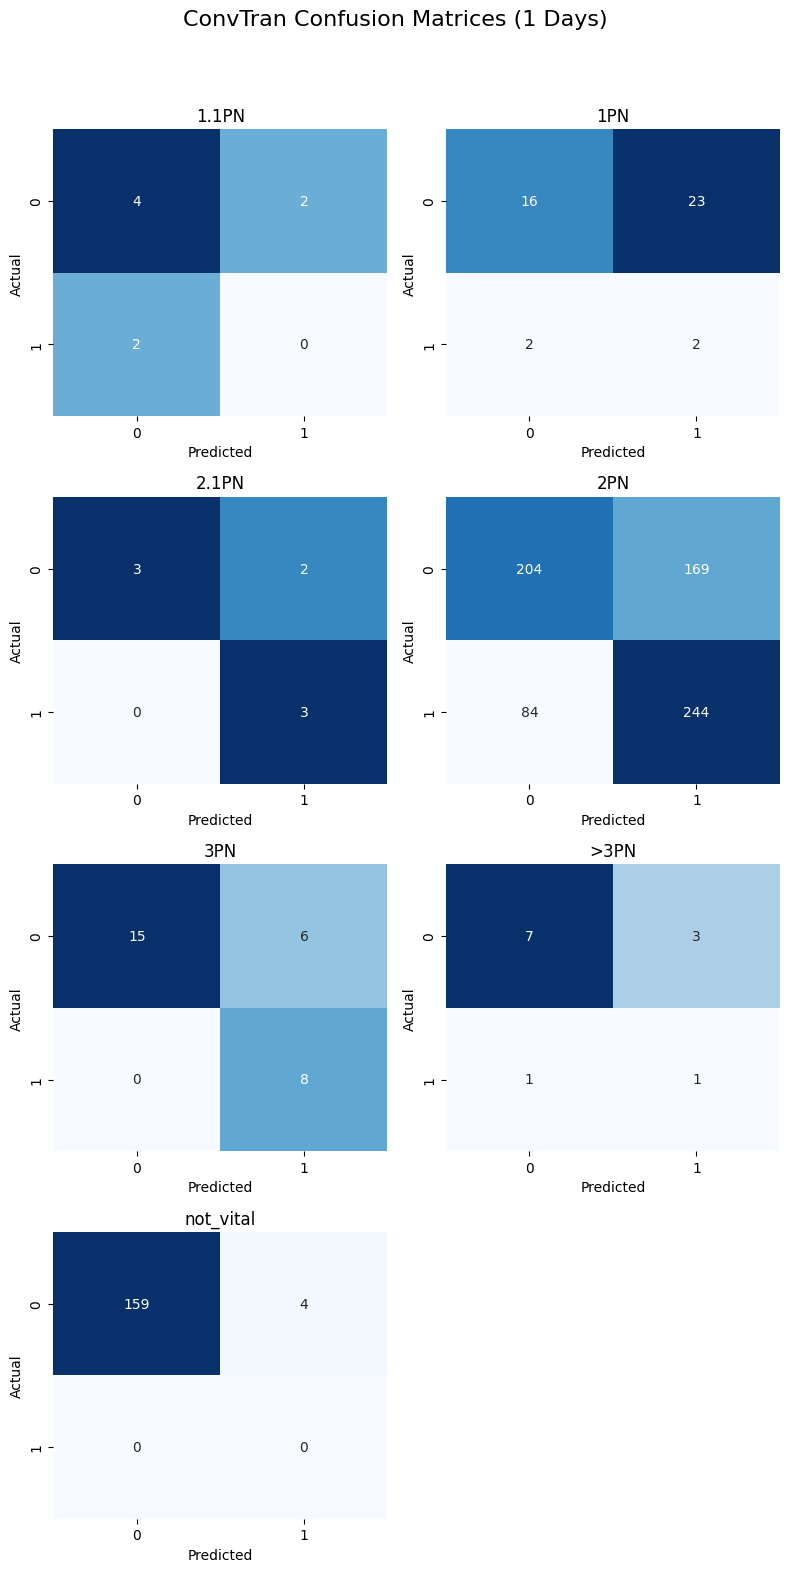 ConvTran Confusion Matrices (1 Days)
1.1PN
Actual
0
1
4
2
2
0
0
1
Predicted
1PN
Actual
0
1
16
23
2
2
0
1
Predicted
2.1PN
Actual
0
1
3
2
0
3
0
1
Predicted
2PN
Actual
0
1
204
169
84
244
0
1
Predicted
3PN
Actual
0
1
15
6
0
8
0
1
Predicted
>3PN
Actual
0
1
7
3
1
1
0
1
Predicted
not_vital
Actual
0
1
159
4
0
0
0
1
Predicted